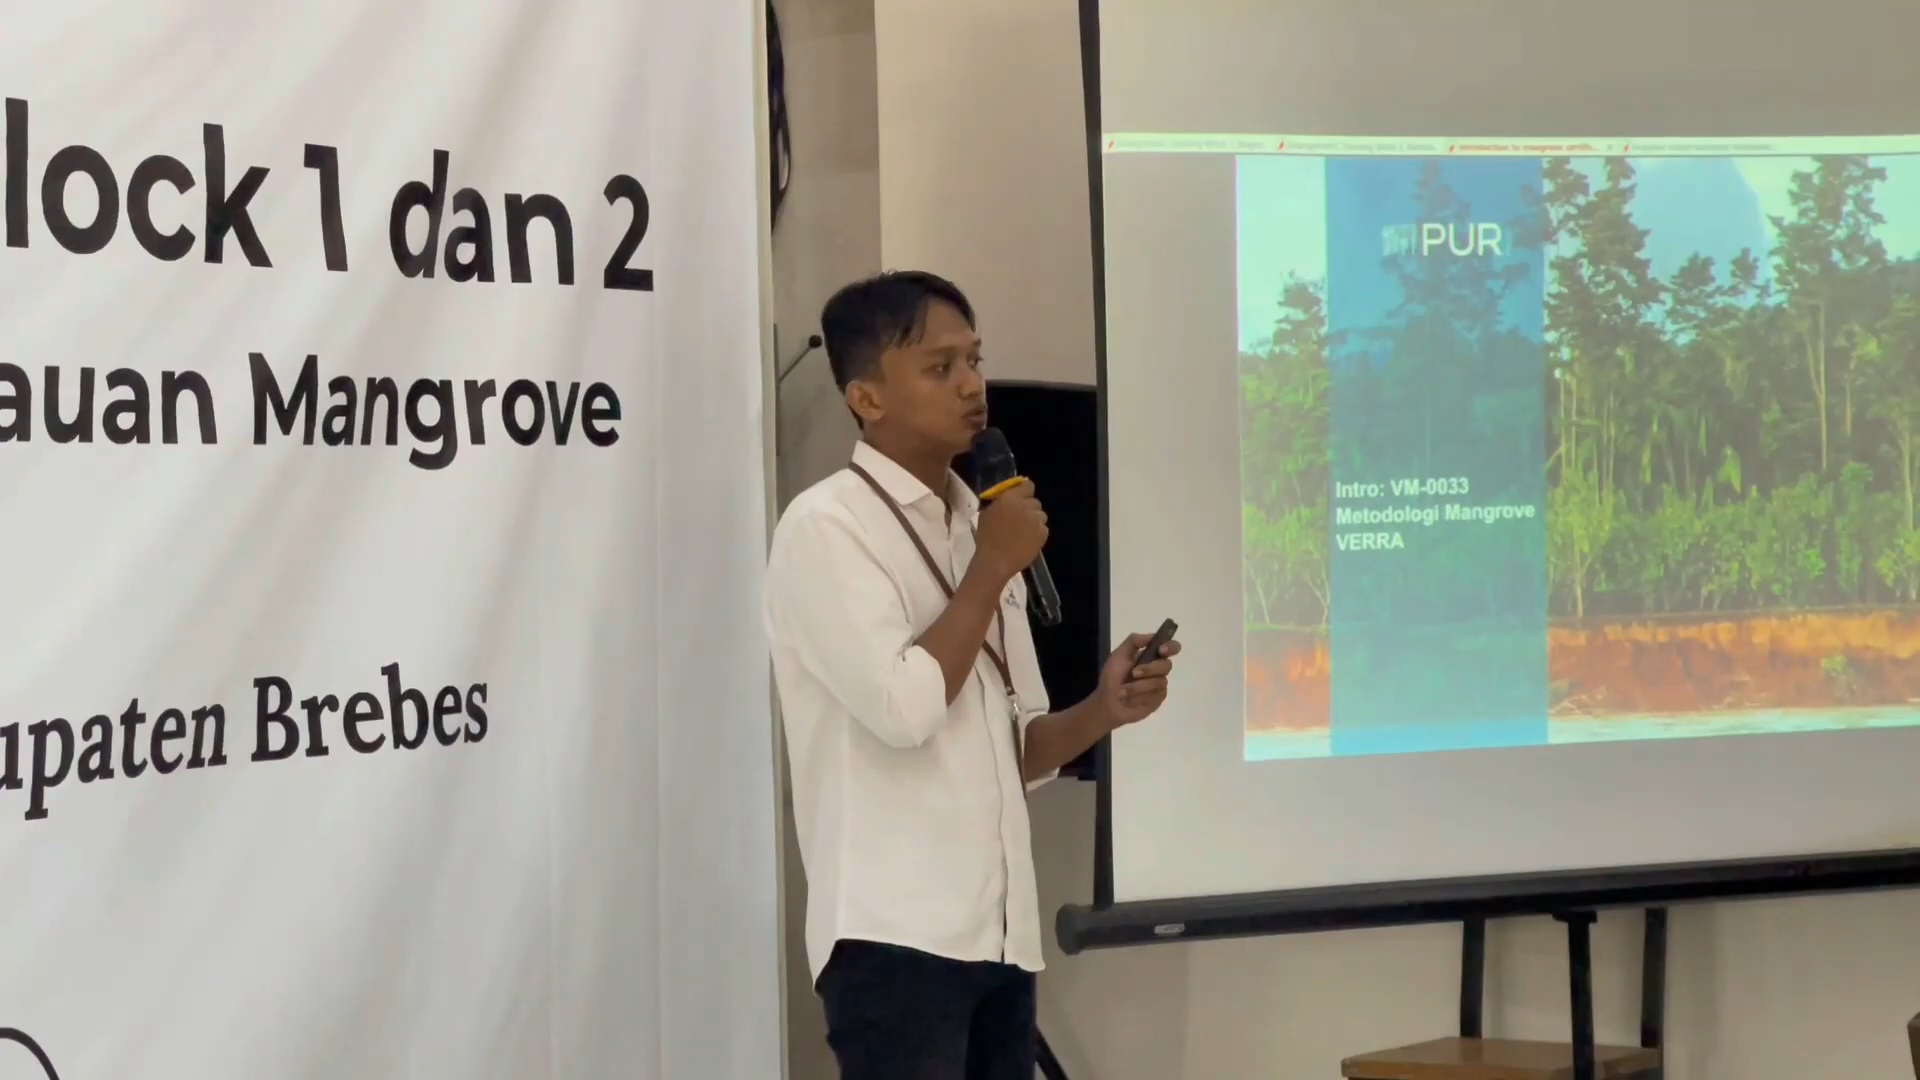 lock 1 dan 2
auan Mangrove
upaten Brebes
PUR
Intro: VM-0033
Metodologi Mangrove
VERRA